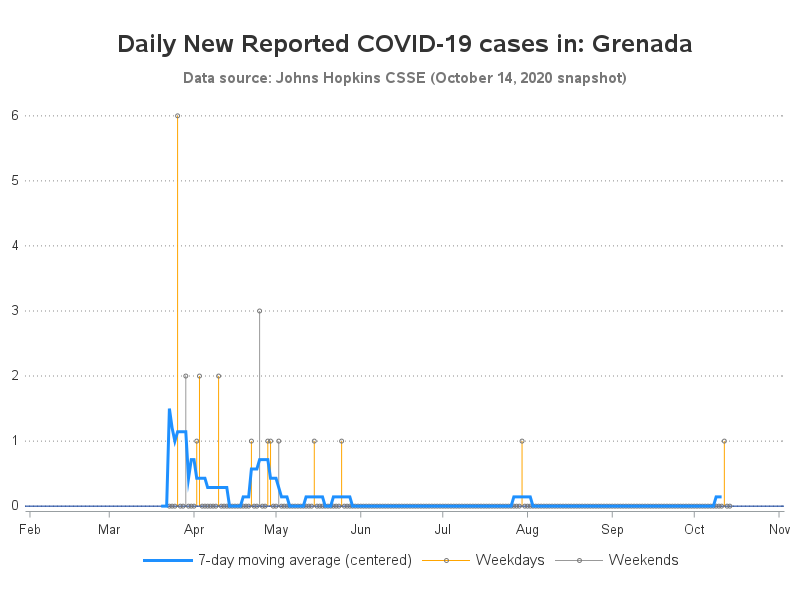 Daily New Reported COVID-19 cases in: Grenada
Data source: Johns Hopkins CSSE (October 14, 2020 snapshot)
6
5
4
3
2
1
0
Feb Mar Apr May Jun Jul Aug Sep Oct Nov
7-day moving average (centered) Weekdays Weekends